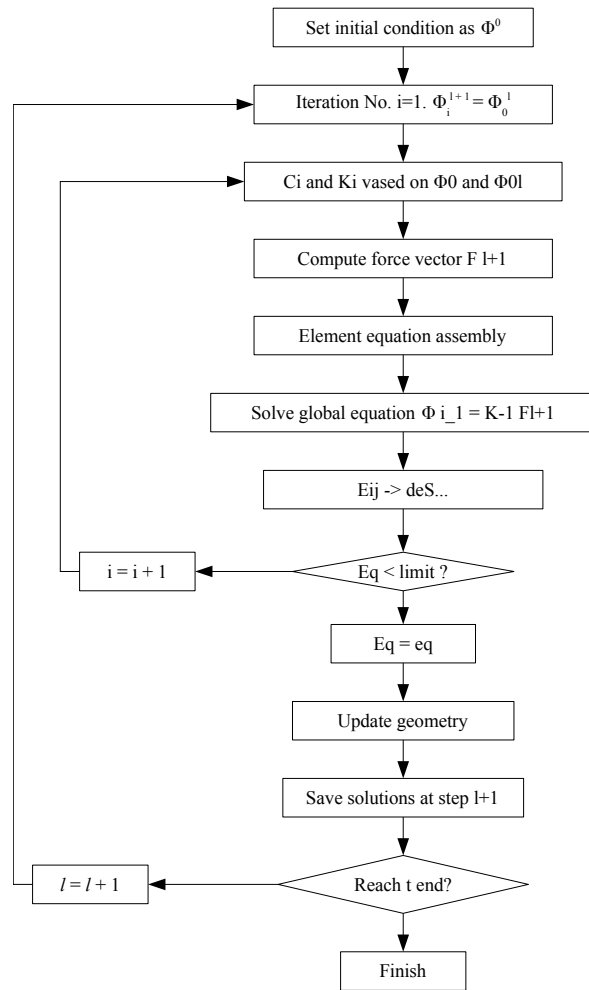 Set initial condition as Φ⁰
Iteration No. i=1. Φᵢˡ⁺¹ = Φ₀ˡ
Ci and Ki vased on Φ0 and Φ0l
Compute force vector F l+1
Element equation assembly
Solve global equation Φ i_1 = K-1 Fl+1
Eij -> deS...
i = i + 1
Eq < limit ?
Eq = eq
Update geometry
Save solutions at step l+1
l = l + 1
Reach t end?
Finish